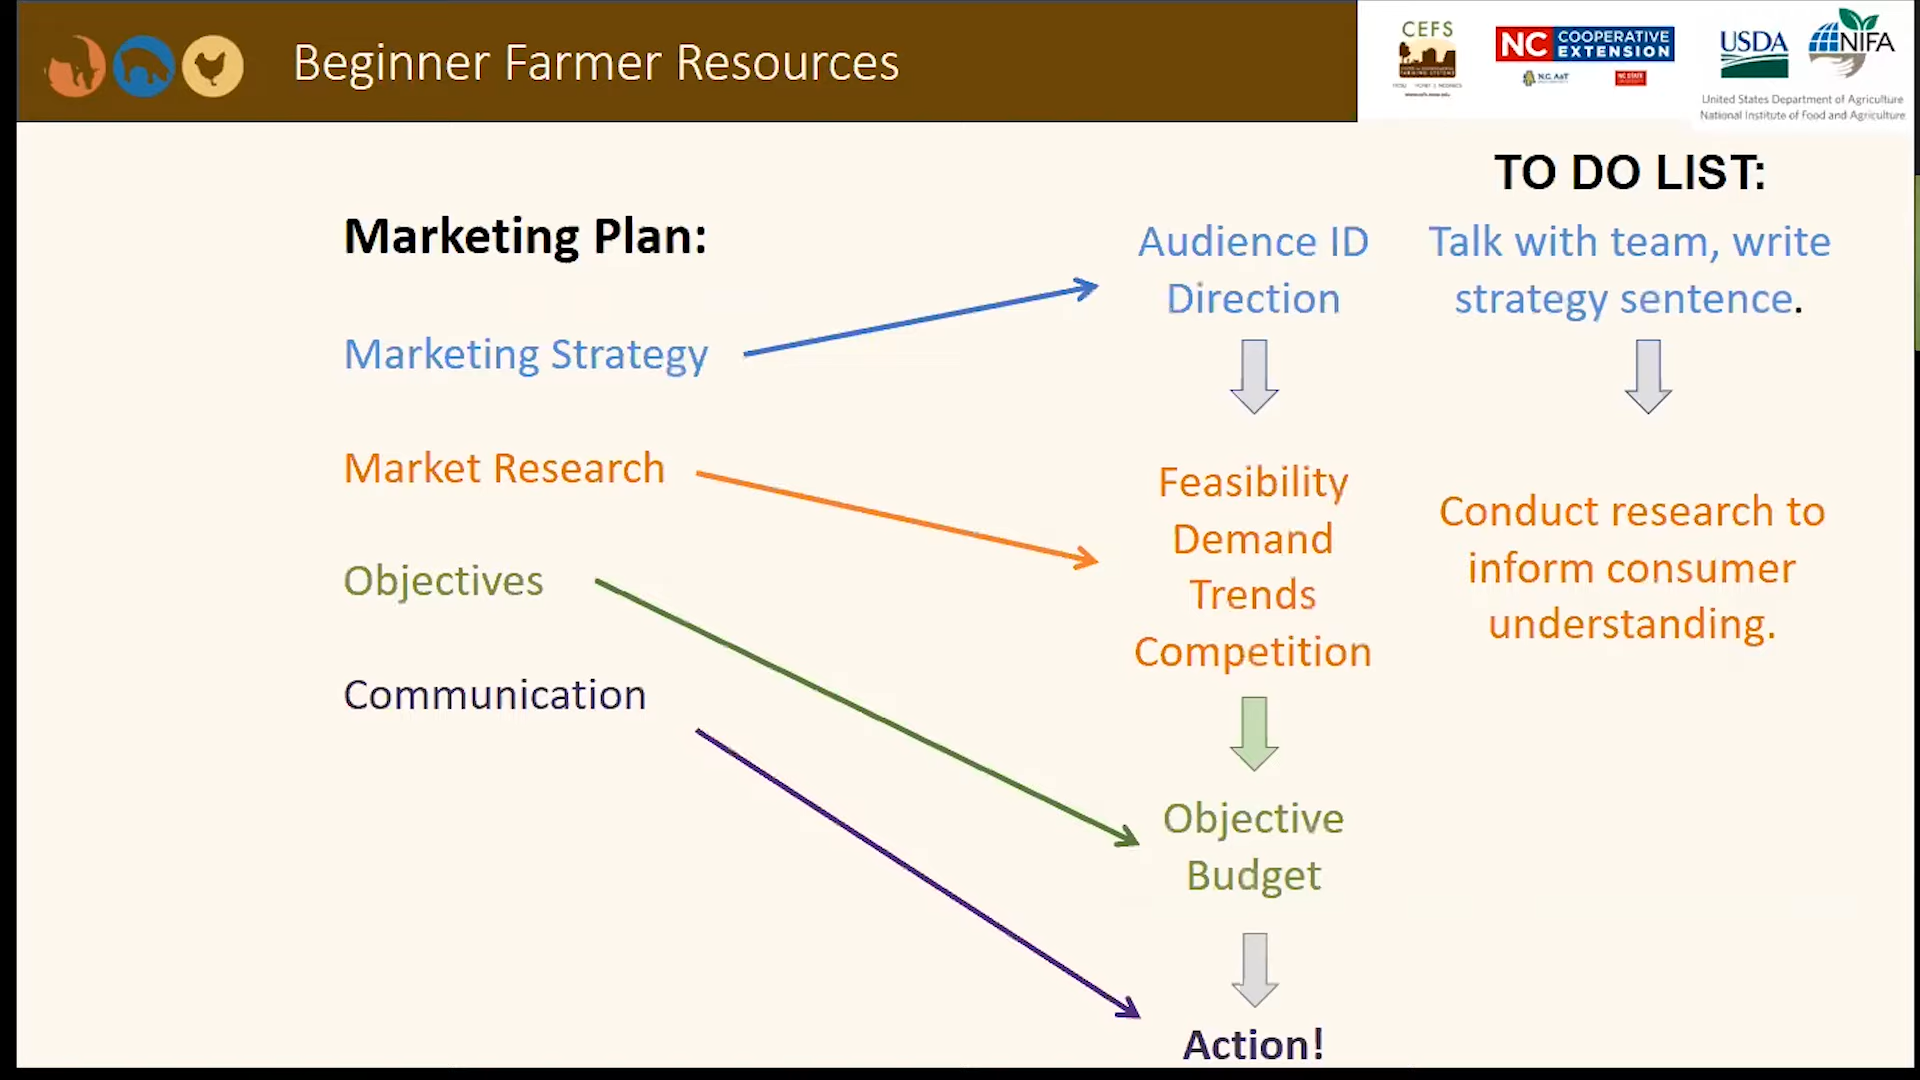 Beginner Farmer Resources
CEFS
NC COOPERATIVE
EXTENSION
N.C. A&T
NC STATE
USDA
NIFA
United States Department of Agriculture
National Institute of Food and Agriculture
Marketing Plan:
Marketing Strategy
Market Research
Objectives
Communication
Audience ID
Direction
Feasibility
Demand
Trends
Competition
Objective
Budget
Action!
TO DO LIST:
Talk with team, write
strategy sentence.
Conduct research to
inform consumer
understanding.